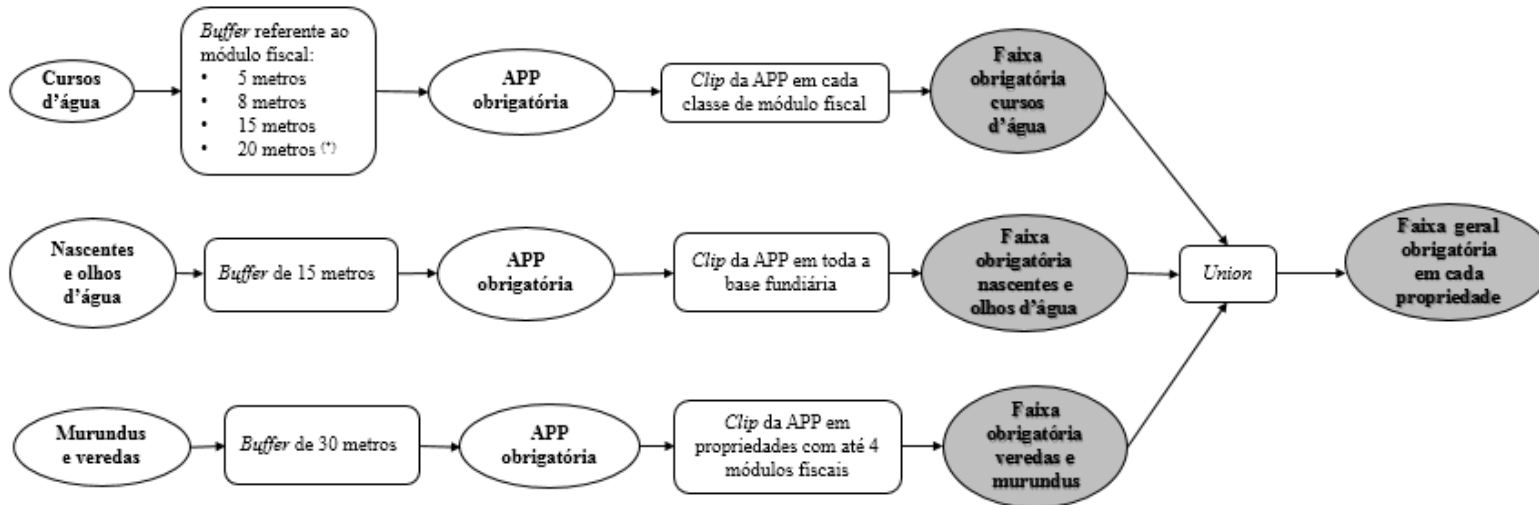 Cursos
d'água
Buffer referente ao
módulo fiscal:
• 5 metros
• 8 metros
• 15 metros
• 20 metros (*)
APP
obrigatória
Clip da APP em cada
classe de módulo fiscal
Faixa
obrigatória
cursos
d'água
Nascentes
e olhos
d'água
Buffer de 15 metros
APP
obrigatória
Clip da APP em toda a
base fundiária
Faixa
obrigatória
nascentes e
olhos d'água
Union
Faixa geral
obrigatória
em cada
propriedade
Murundus
e veredas
Buffer de 30 metros
APP
obrigatória
Clip da APP em
propriedades com até 4
módulos fiscais
Faixa
obrigatória
veredas e
murundus